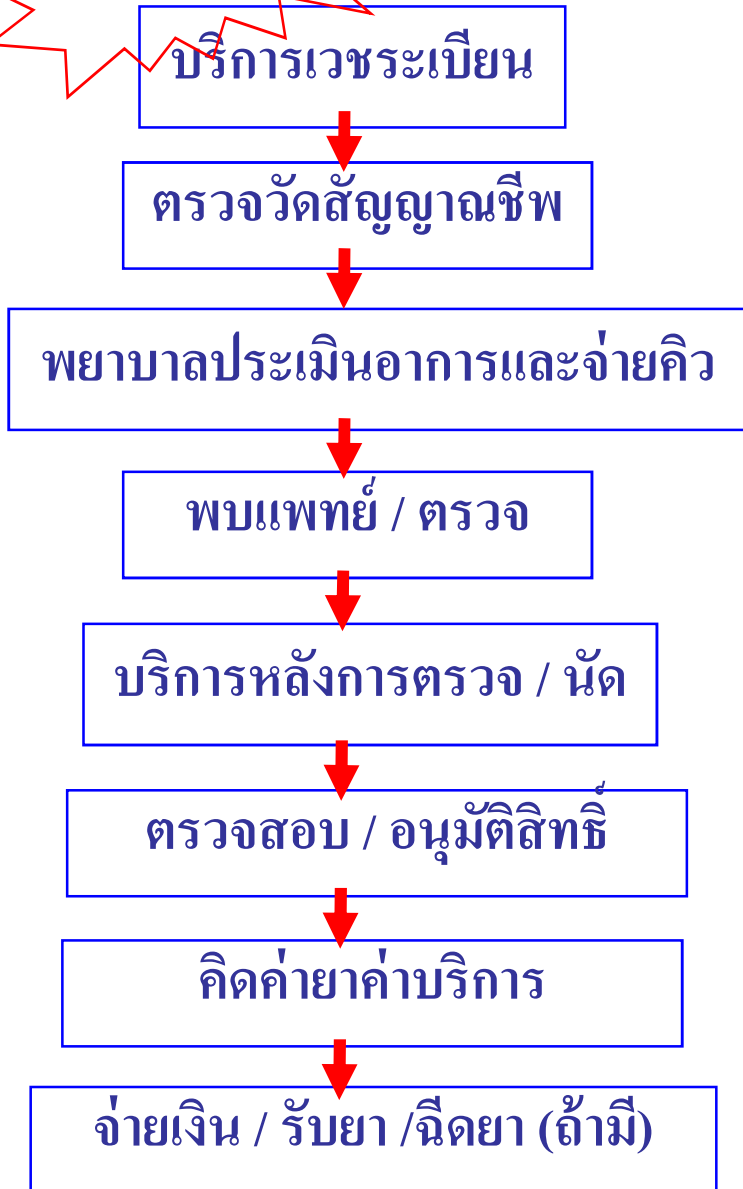 บริการเวชระเบียน
ตรวจวัดสัญญาณชีพ
พยาบาลประเมินอาการและจ่ายคิว
พบแพทย์ / ตรวจ
บริการหลังการตรวจ / นัด
ตรวจสอบ / อนุมัติสิทธิ์
คิดค่ายาค่าบริการ
จ่ายเงิน / รับยา /ฉีดยา (ถ้ามี)